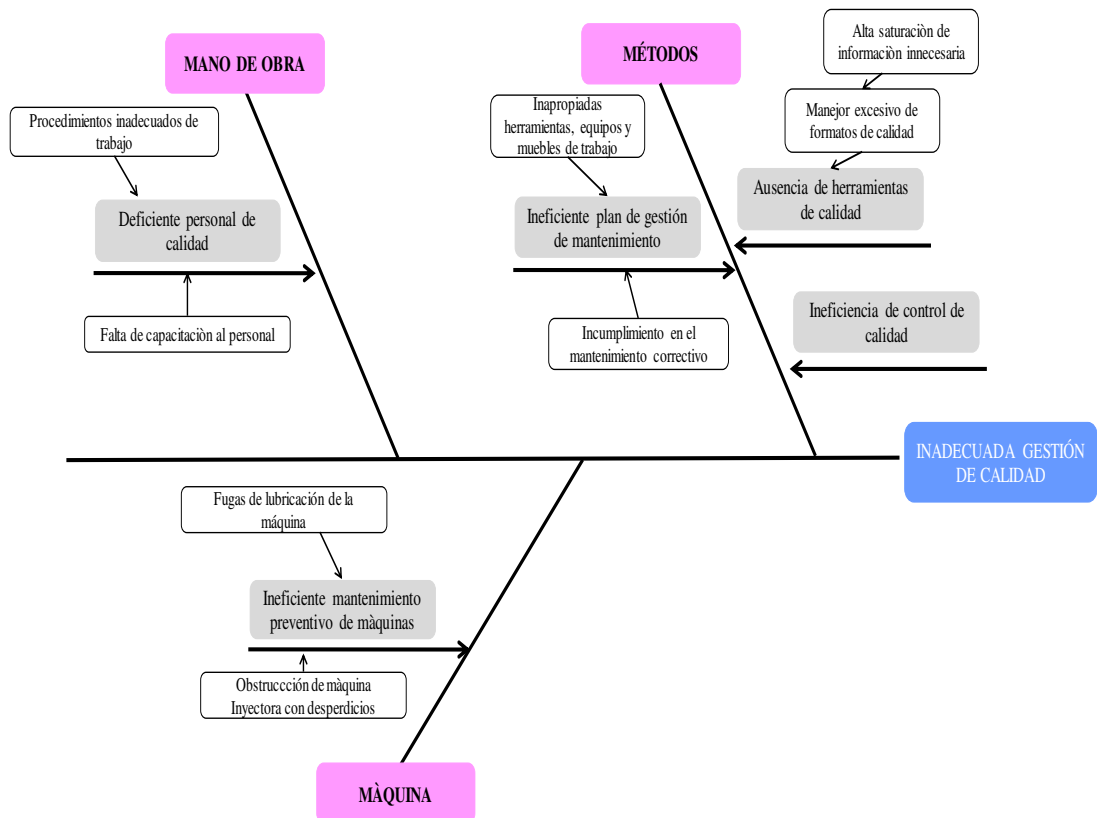 MANO DE OBRA
Procedimientos inadecuados de
trabajo
Deficiente personal de
calidad
Falta de capacitaciòn al personal
MÉTODOS
Inapropiadas
herramientas, equipos y
muebles de trabajo
Ineficiente plan de gestión
de mantenimiento
Incumplimiento en el
mantenimiento correctivo
Alta saturaciòn de
informaciòn innecesaria
Manejor excesivo de
formatos de calidad
Ausencia de herramientas
de calidad
Ineficiencia de control de
calidad
INADECUADA GESTIÓN
DE CALIDAD
Fugas de lubricación de la
máquina
Ineficiente mantenimiento
preventivo de màquinas
Obstruccción de màquina
Inyectora con desperdicios
MÀQUINA